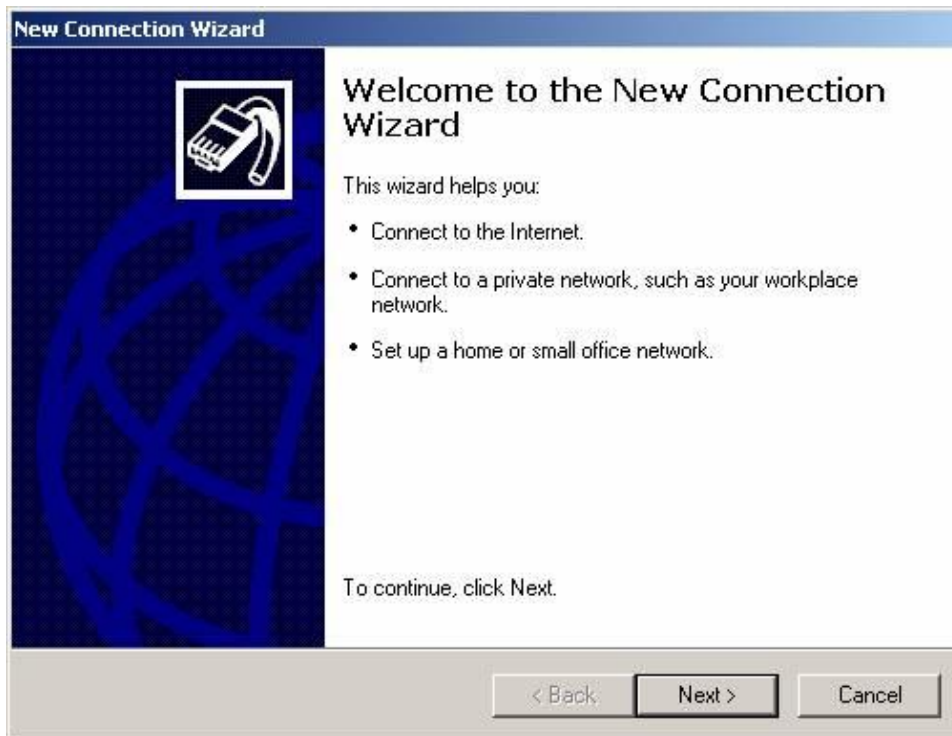 New Connection Wizard
Welcome to the New Connection
Wizard
This wizard helps you:
• Connect to the Internet.
• Connect to a private network, such as your workplace
network.
• Set up a home or small office network.
To continue, click Next.
< Back
Next >
Cancel